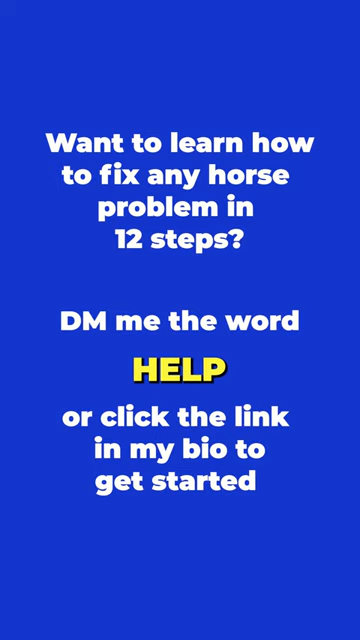 Want to learn how
to fix any horse
problem in
12 steps?
DM me the word
HELP
or click the link
in my bio to
get started